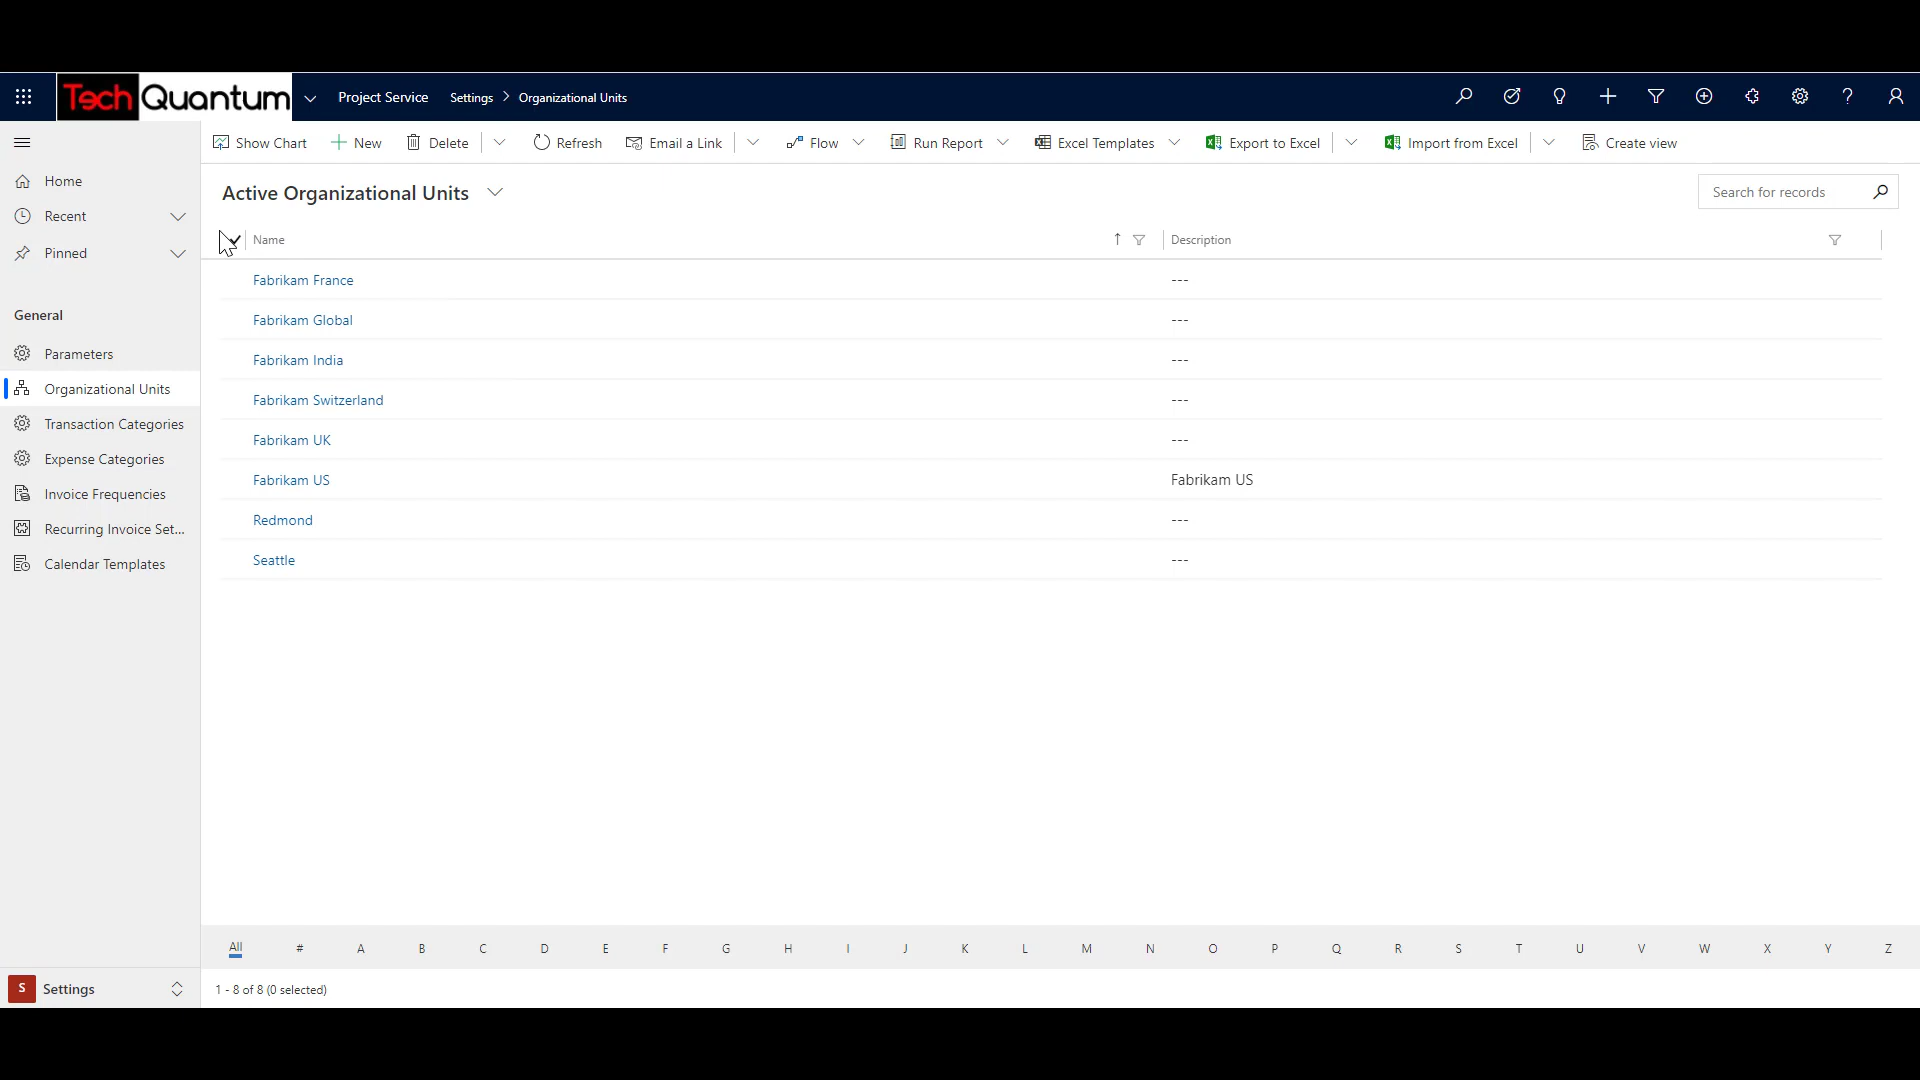 Tech Quantum
Project Service
Settings
Organizational Units
Show Chart
New
Delete
Refresh
Email a Link
Flow
Run Report
Excel Templates
Export to Excel
Import from Excel
Create view
Home
Recent
Pinned
General
Parameters
Organizational Units
Transaction Categories
Expense Categories
Invoice Frequencies
Recurring Invoice Set...
Calendar Templates
S Settings
Active Organizational Units
Search for records
Name Description
Fabrikam France ---
Fabrikam Global ---
Fabrikam India ---
Fabrikam Switzerland ---
Fabrikam UK ---
Fabrikam US Fabrikam US
Redmond ---
Seattle ---
All # A B C D E F G H I J K L M N O P Q R S T U V W X Y Z
1 - 8 of 8 (0 selected)